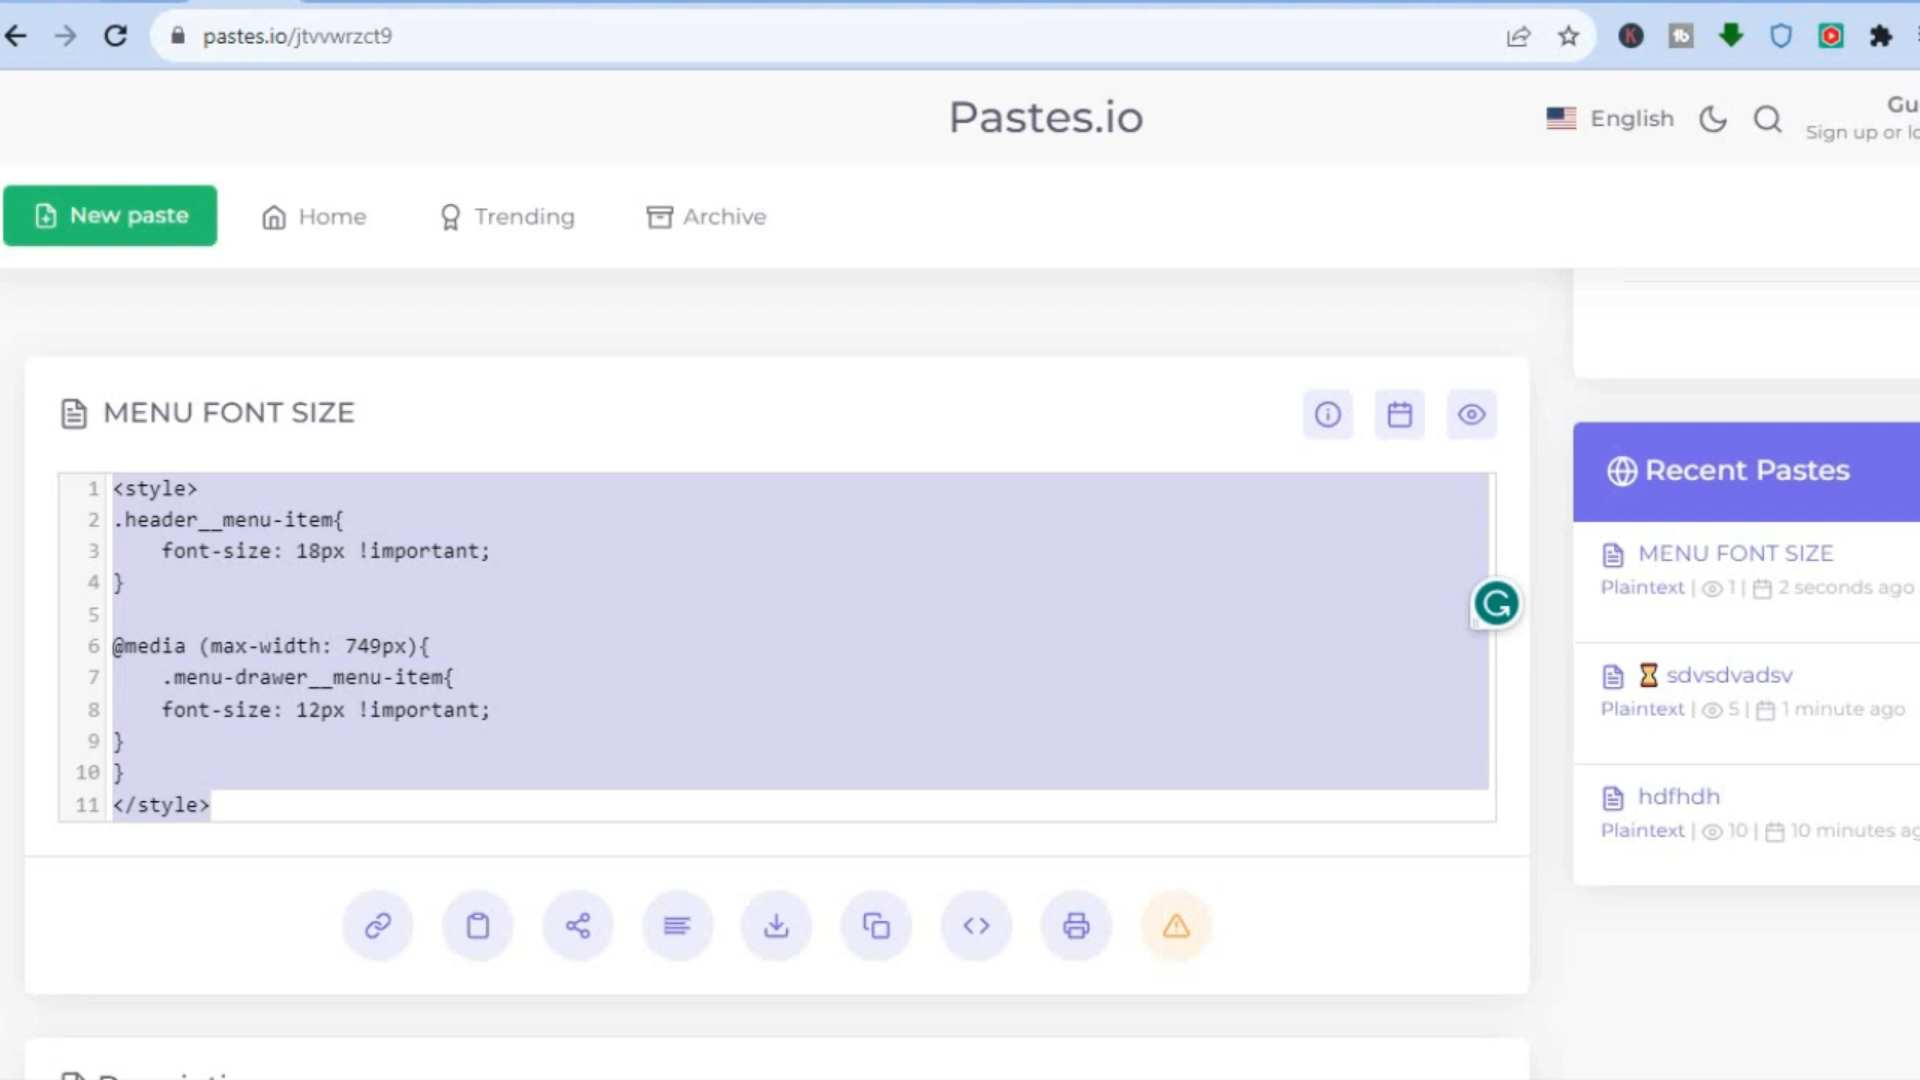 pastes.io/jtvvwrzct9
Pastes.io
English
Gu
Sign up or lo
New paste
Home
Trending
Archive
MENU FONT SIZE
1 <style>
2 .header__menu-item{
3     font-size: 18px !important;
4 }
5
6 @media (max-width: 749px){
7     .menu-drawer__menu-item{
8     font-size: 12px !important;
9 }
10 }
11 </style>
Recent Pastes
MENU FONT SIZE
Plaintext | 1 | 2 seconds ago
sdvsdvadsv
Plaintext | 5 | 1 minute ago
hdfhdh
Plaintext | 10 | 10 minutes ag